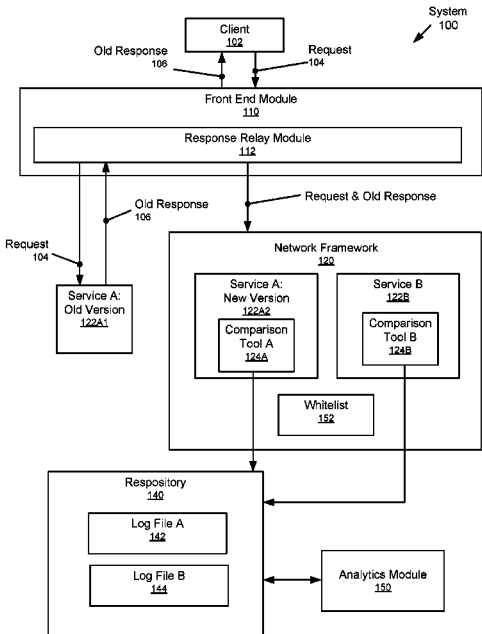 System
100
Client
102
Old Response
106
Request
104
Front End Module
110
Response Relay Module
112
Old Response
106
Request & Old Response
Request
104
Service A:
Old Version
122A1
Network Framework
120
Service A:
New Version
122A2
Comparison
Tool A
124A
Service B
122B
Comparison
Tool B
124B
Whitelist
152
Respository
140
Log File A
142
Log File B
144
Analytics Module
150